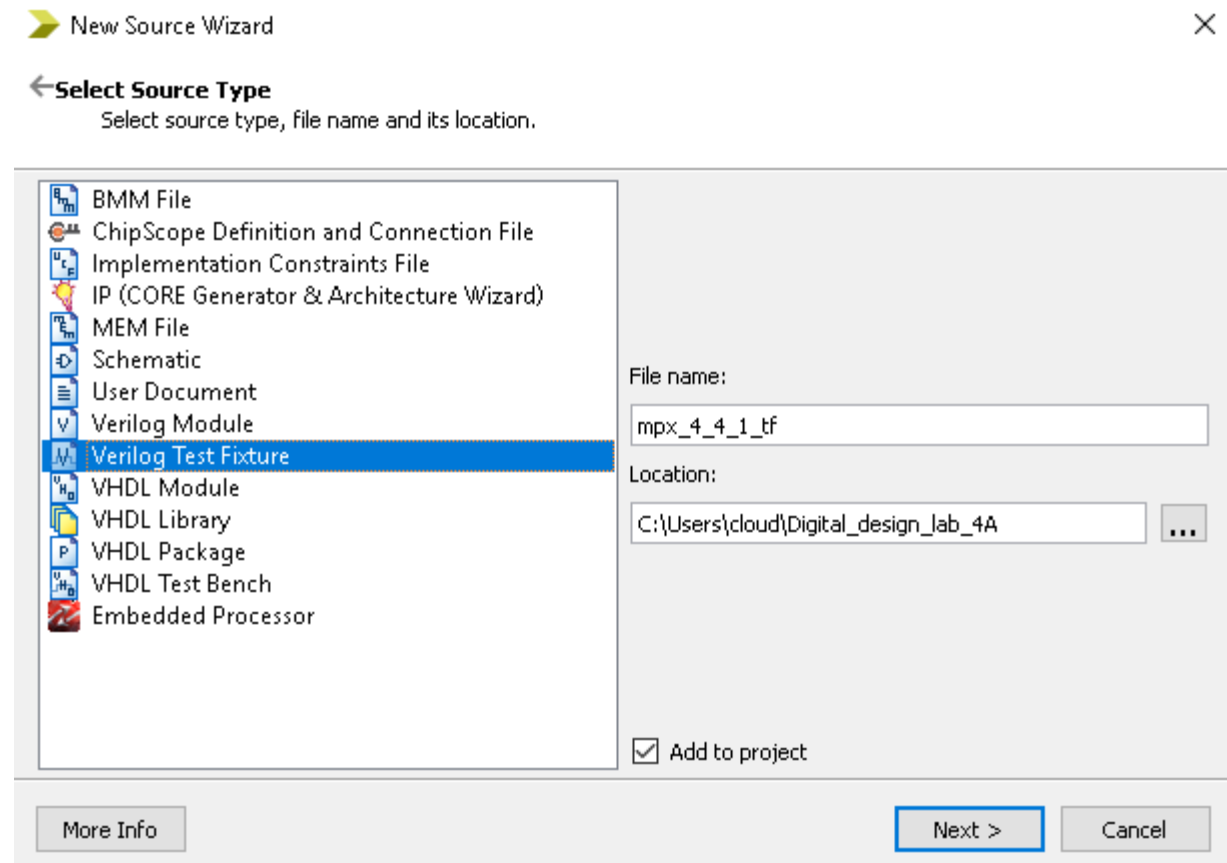 New Source Wizard
Select Source Type
Select source type, file name and its location.
BMM File
ChipScope Definition and Connection File
Implementation Constraints File
IP (CORE Generator & Architecture Wizard)
MEM File
Schematic
User Document
Verilog Module
Verilog Test Fixture
VHDL Module
VHDL Library
VHDL Package
VHDL Test Bench
Embedded Processor
File name:
mpx_4_4_1_tf
Location:
C:\Users\cloud\Digital_design_lab_4A
...
Add to project
More Info
Next >
Cancel